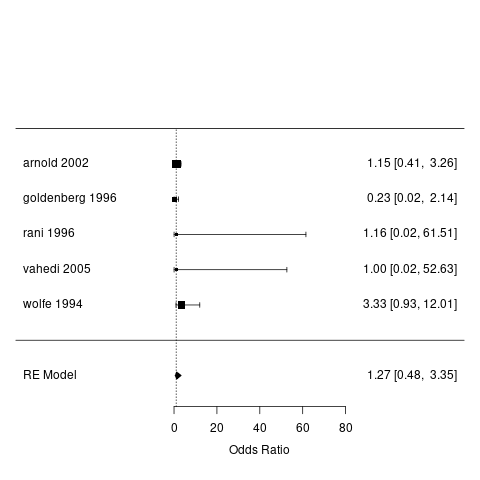 arnold 2002 1.15 [0.41, 3.26]
goldenberg 1996 0.23 [0.02, 2.14]
rani 1996 1.16 [0.02, 61.51]
vahedi 2005 1.00 [0.02, 52.63]
wolfe 1994 3.33 [0.93, 12.01]
RE Model 1.27 [0.48, 3.35]
0 20 40 60 80
Odds Ratio